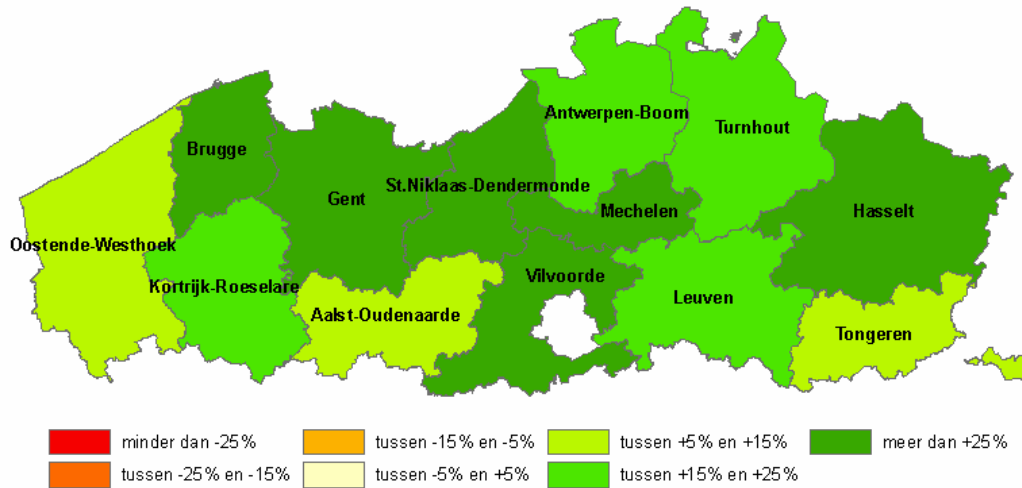 Antwerpen-Boom
Turnhout
Brugge
St.Niklaas-Dendermonde
Gent
Mechelen
Hasselt
Oostende-Westhoek
Vilvoorde
Kortrijk-Roeselare
Leuven
Aalst-Oudenaarde
Tongeren
minder dan -25%
tussen -15% en -5%
tussen +5% en +15%
meer dan +25%
tussen -25% en -15%
tussen -5% en +5%
tussen +15% en +25%